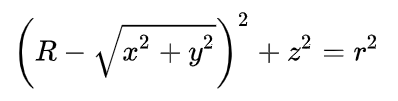 (R − √(x² + y²))² + z² = r²